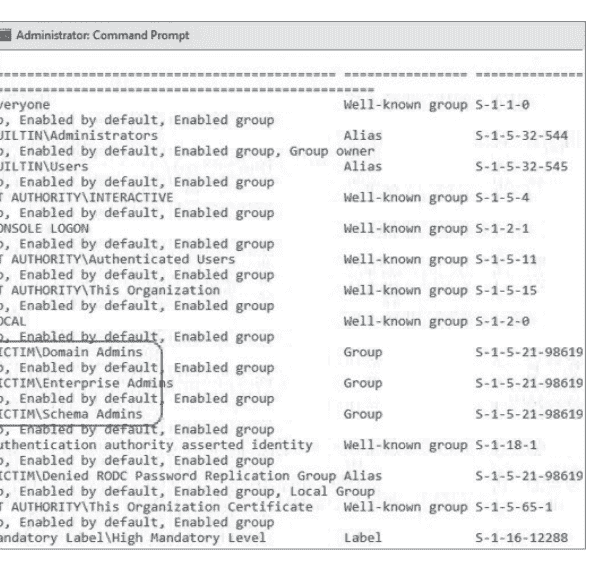 Administrator: Command Prompt
============================================ ================ ==============
==================================================
veryone Well-known group S-1-1-0
p, Enabled by default, Enabled group
UILTIN\Administrators Alias S-1-5-32-544
p, Enabled by default, Enabled group, Group owner
UILTIN\Users Alias S-1-5-32-545
p, Enabled by default, Enabled group
T AUTHORITY\INTERACTIVE Well-known group S-1-5-4
p, Enabled by default, Enabled group
ONSOLE LOGON Well-known group S-1-2-1
p, Enabled by default, Enabled group
T AUTHORITY\Authenticated Users Well-known group S-1-5-11
p, Enabled by default, Enabled group
T AUTHORITY\This Organization Well-known group S-1-5-15
p, Enabled by default, Enabled group
OCAL Well-known group S-1-2-0
p, Enabled by default, Enabled group
ICTIM\Domain Admins Group S-1-5-21-98619
p, Enabled by default, Enabled group
ICTIM\Enterprise Admins Group S-1-5-21-98619
p, Enabled by default, Enabled group
ICTIM\Schema Admins Group S-1-5-21-98619
p, Enabled by default, Enabled group
uthentication authority asserted identity Well-known group S-1-18-1
p, Enabled by default, Enabled group
ICTIM\Denied RODC Password Replication Group Alias S-1-5-21-98619
p, Enabled by default, Enabled group, Local Group
T AUTHORITY\This Organization Certificate Well-known group S-1-5-65-1
p, Enabled by default, Enabled group
andatory Label\High Mandatory Level Label S-1-16-12288